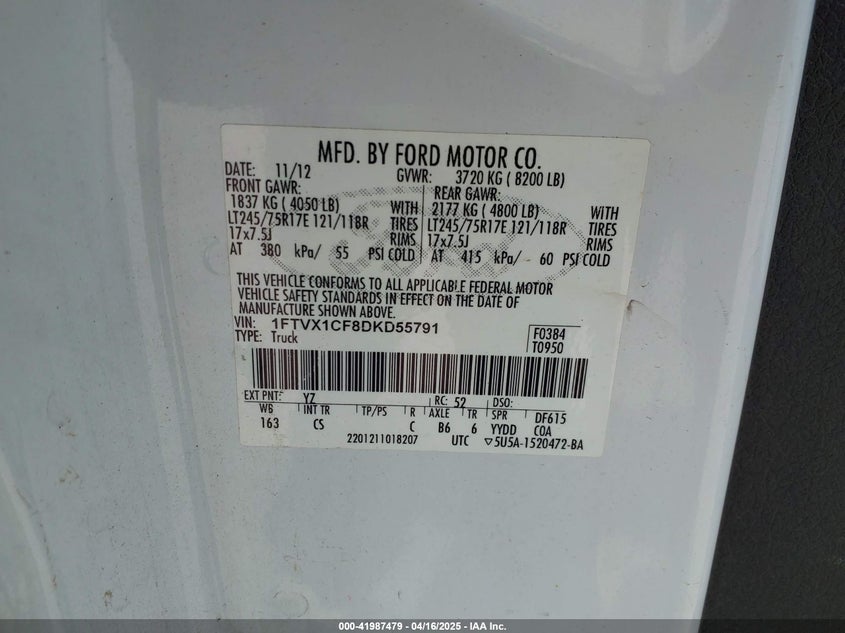 MFD. BY FORD MOTOR CO.
DATE: 11/12 GVWR: 3720 KG ( 8200 LB)
FRONT GAWR: REAR GAWR:
1837 KG ( 4050 LB) WITH 2177 KG ( 4800 LB) WITH
LT245/75R17E 121/118R TIRES LT245/75R17E 121/118R TIRES
17x7.5J RIMS 17x7.5J RIMS
AT 380 kPa/ 55 PSI COLD AT 415 kPa/ 60 PSI COLD
THIS VEHICLE CONFORMS TO ALL APPLICABLE FEDERAL MOTOR
VEHICLE SAFETY STANDARDS IN EFFECT ON THE DATE OF
MANUFACTURE SHOWN ABOVE.
VIN: 1FTVX1CF8DKD55791 F0384
TYPE: Truck T0950
EXT PNT: YZ RC: 52 DSO:
WB INT TR TP/PS R AXLE TR SPR DF615
163 CS C B6 6 YYDD COA
2201211018207 UTC ▽5U5A-1520472-BA
000-41987479 - 04/16/2025 - IAA Inc.